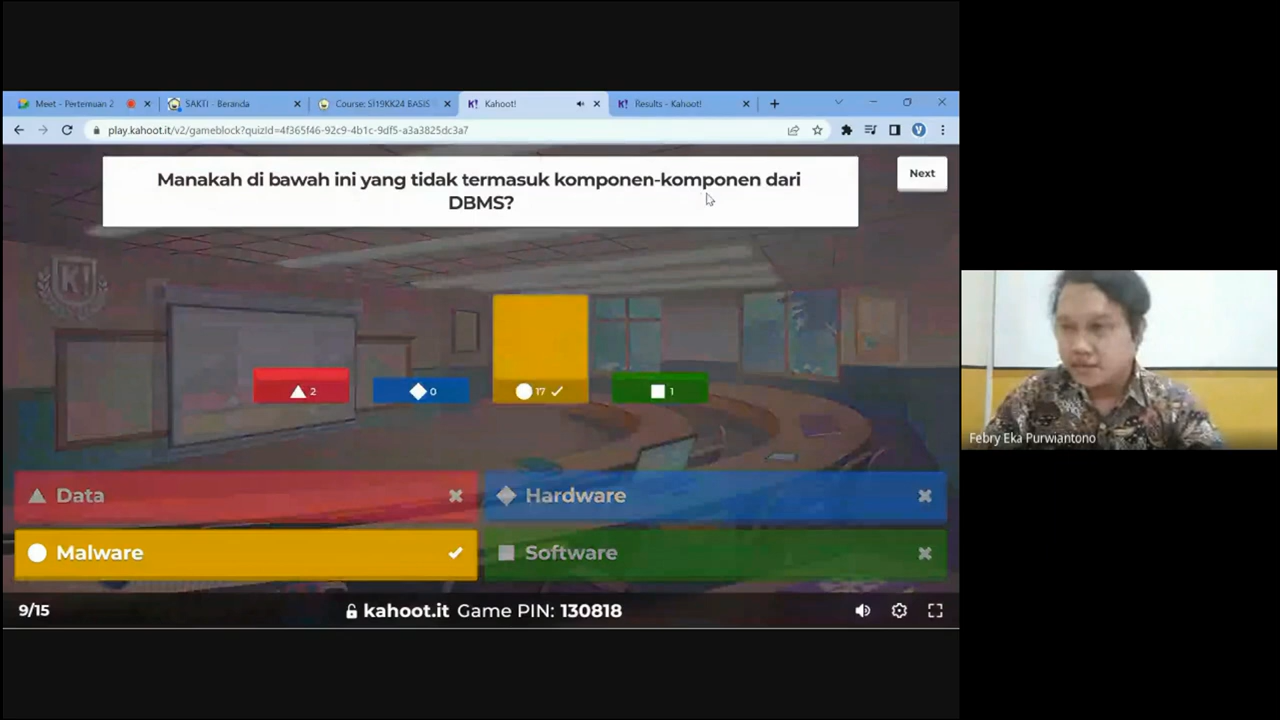 Meet - Pertemuan 2
SAKTI - Beranda
Course: SI19KK24 BASIS
Kahoot!
Results - Kahoot!
play.kahoot.it/v2/gameblock?quizId=4f365f46-92c9-4b1c-9df5-a3a3825dc3a7
V
Manakah di bawah ini yang tidak termasuk komponen-komponen dari
DBMS?
Next
K!
2
0
17
1
Data
Hardware
Malware
Software
9/15
kahoot.it Game PIN: 130818
Febry Eka Purwiantono